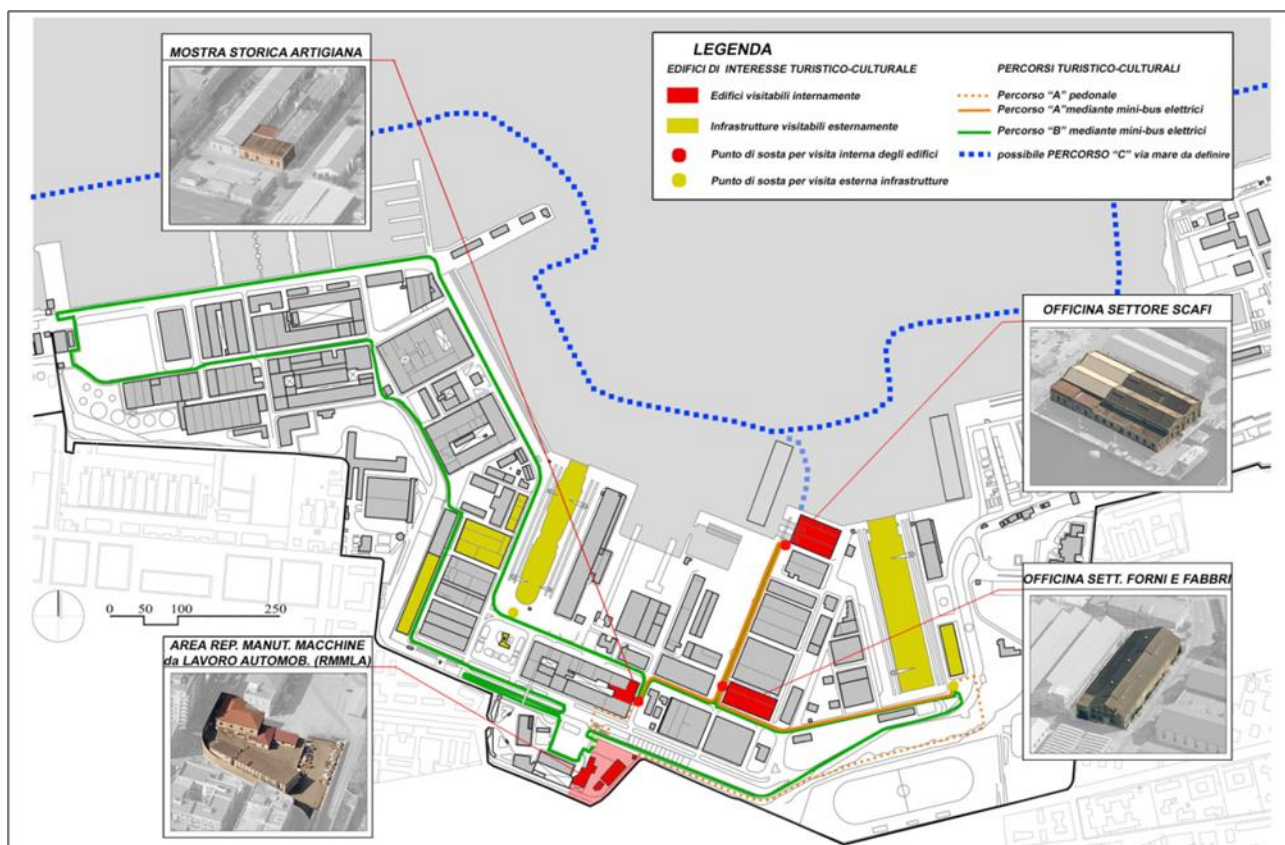 MOSTRA STORICA ARTIGIANA
LEGENDA
EDIFICI DI INTERESSE TURISTICO-CULTURALE
Edifici visitabili internamente
Infrastrutture visitabili esternamente
Punto di sosta per visita interna degli edifici
Punto di sosta per visita esterna infrastrutture
PERCORSI TURISTICO-CULTURALI
Percorso "A" pedonale
Percorso "A"mediante mini-bus elettrici
Percorso "B" mediante mini-bus elettrici
possibile PERCORSO "C" via mare da definire
OFFICINA SETTORE SCAFI
OFFICINA SETT. FORNI E FABBRI
0 50 100 250
AREA REP. MANUT. MACCHINE
da LAVORO AUTOMOB. (RMMLA)